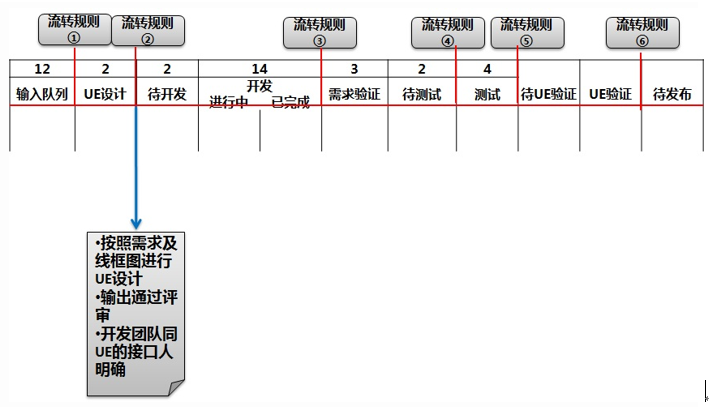 流转规则
①
流转规则
②
流转规则
③
流转规则
④
流转规则
⑤
流转规则
⑥
12 2 2 14 3 2 4
输入队列 UE设计 待开发 开发 需求验证 待测试 测试 待UE验证 UE验证 待发布
进行中 已完成
•按照需求及
线框图进行
UE设计
•输出通过评
审
•开发团队同
UE的接口人
明确